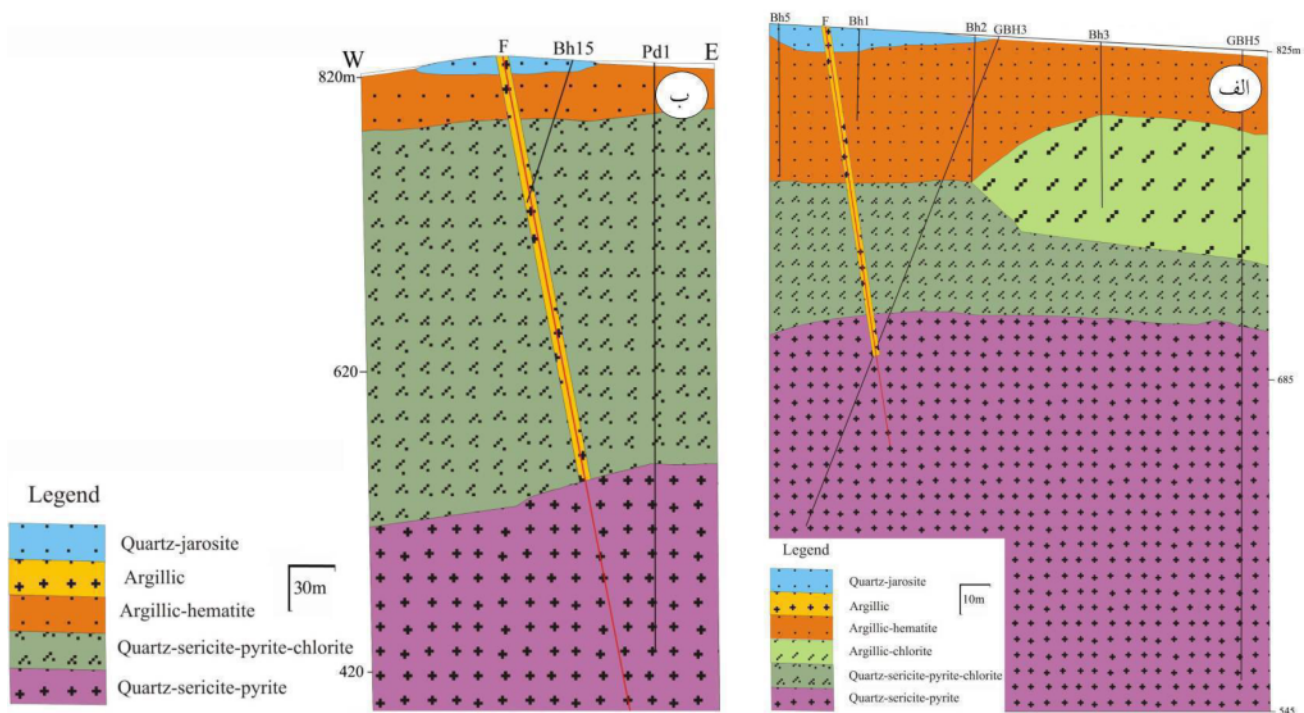 W
F
Bh15
Pd1
E
820m
620
420
ب
Legend
Quartz-jarosite
Argillic
Argillic-hematite
Quartz-sericite-pyrite-chlorite
Quartz-sericite-pyrite
30m
Bh5
F
Bh1
Bh2
GBH3
Bh3
GBH5
825m
الف
685
545
Legend
Quartz-jarosite
Argillic
Argillic-hematite
Argillic-chlorite
Quartz-sericite-pyrite-chlorite
Quartz-sericite-pyrite
10m